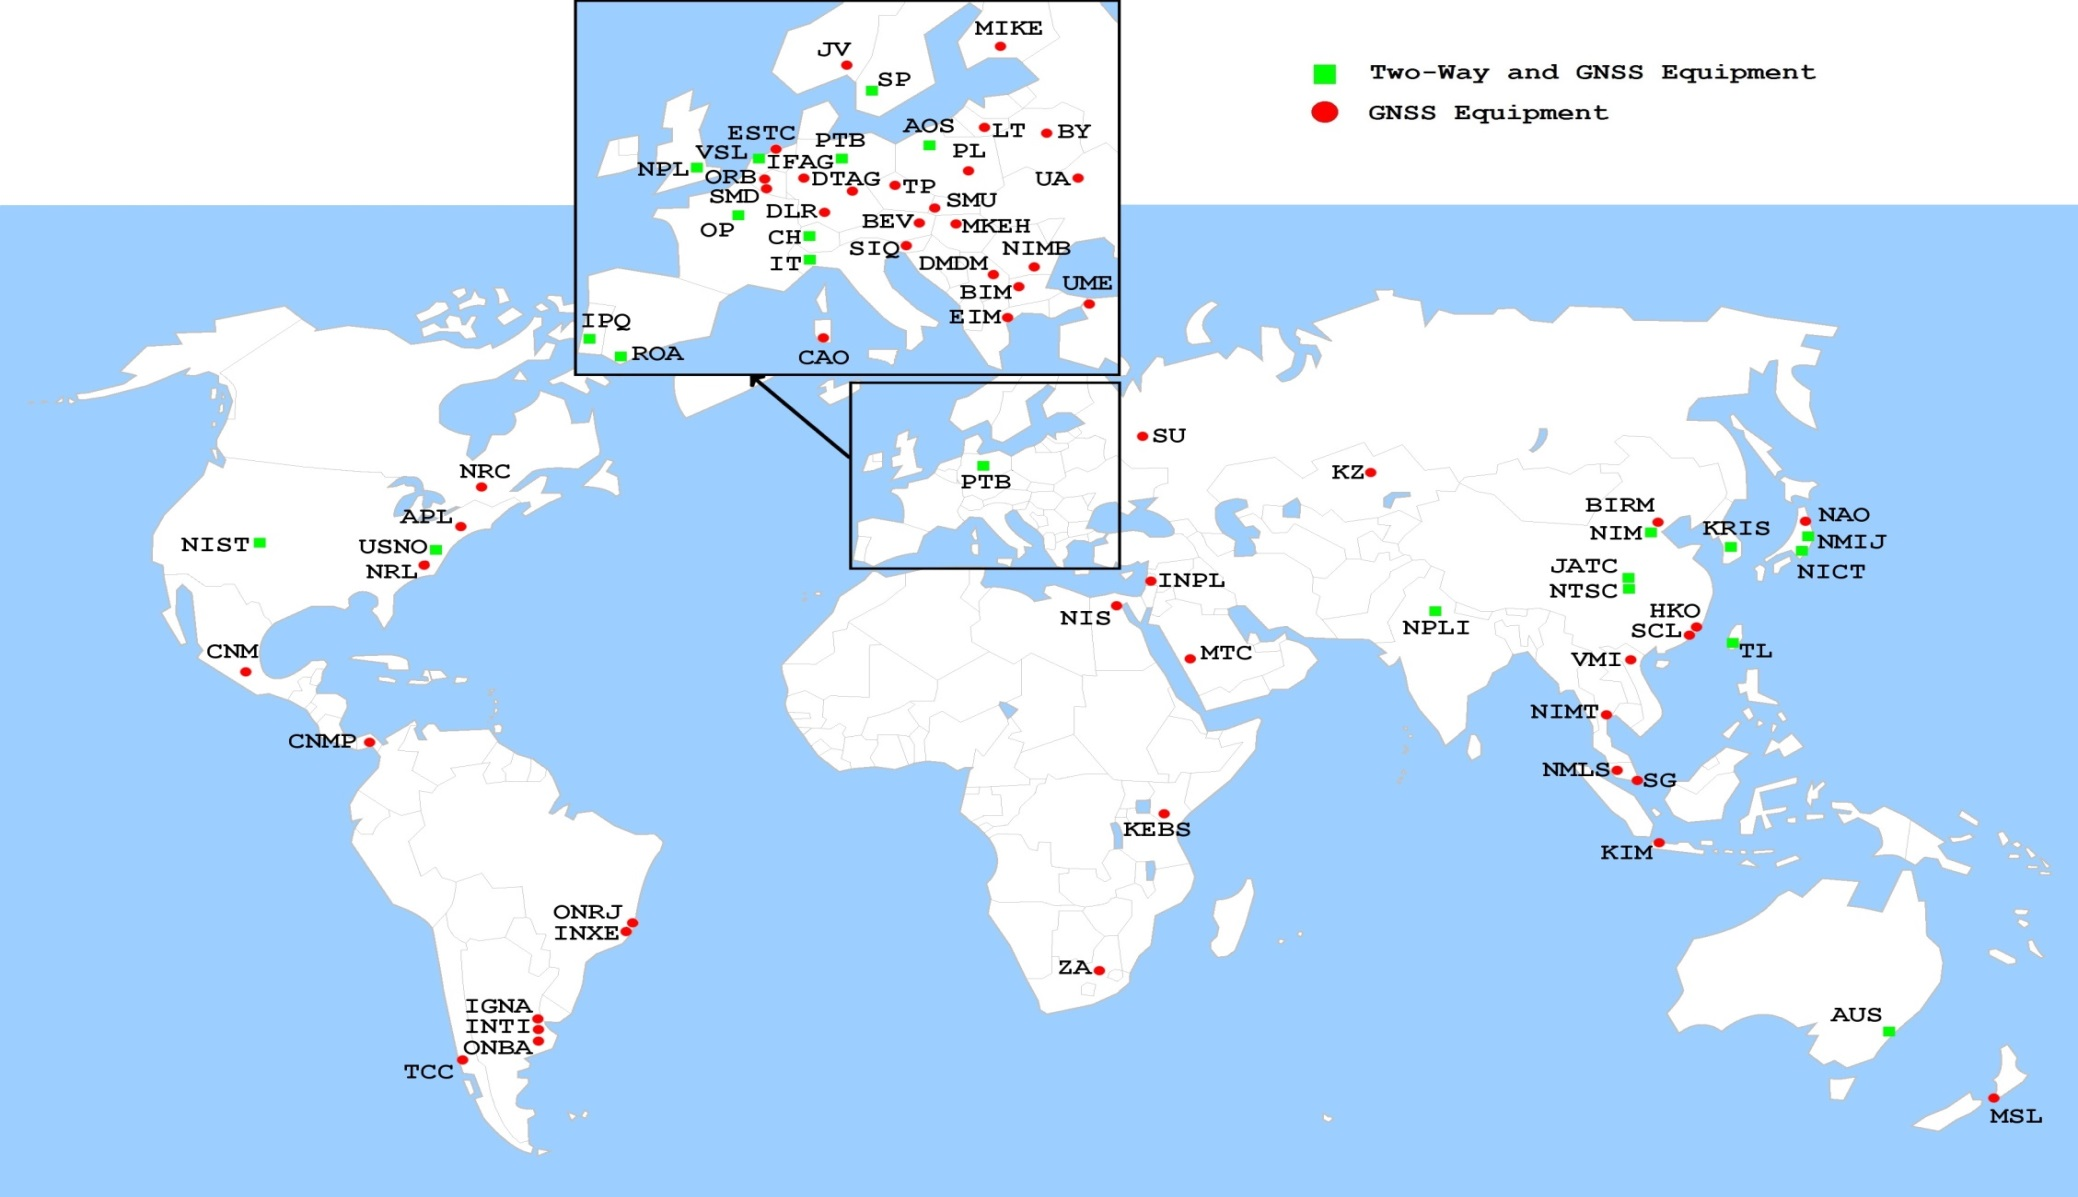 MIKE
JV
SP
Two-Way and GNSS Equipment
GNSS Equipment
ESTC
PTB
AOS
LT
BY
VSL
IFAG
PL
NPL
ORB
DTAG
TP
UA
SMD
SMU
OP
DLR
BEV
MKEH
CH
SIQ
NIMB
IT
DMDM
UME
BIM
IPQ
EIM
ROA
CAO
SU
NRC
KZ
PTB
APL
BIRM
NAO
NIST
USNO
NIM
KRIS
NMIJ
NRL
JATC
NICT
INPL
NTSC
NIS
HKO
NPLI
SCL
CNM
MTC
VMI
TL
CNMP
NIMT
NMLS
SG
KEBS
KIM
ONRJ
INXE
ZA
IGNA
INTI
AUS
ONBA
TCC
MSL